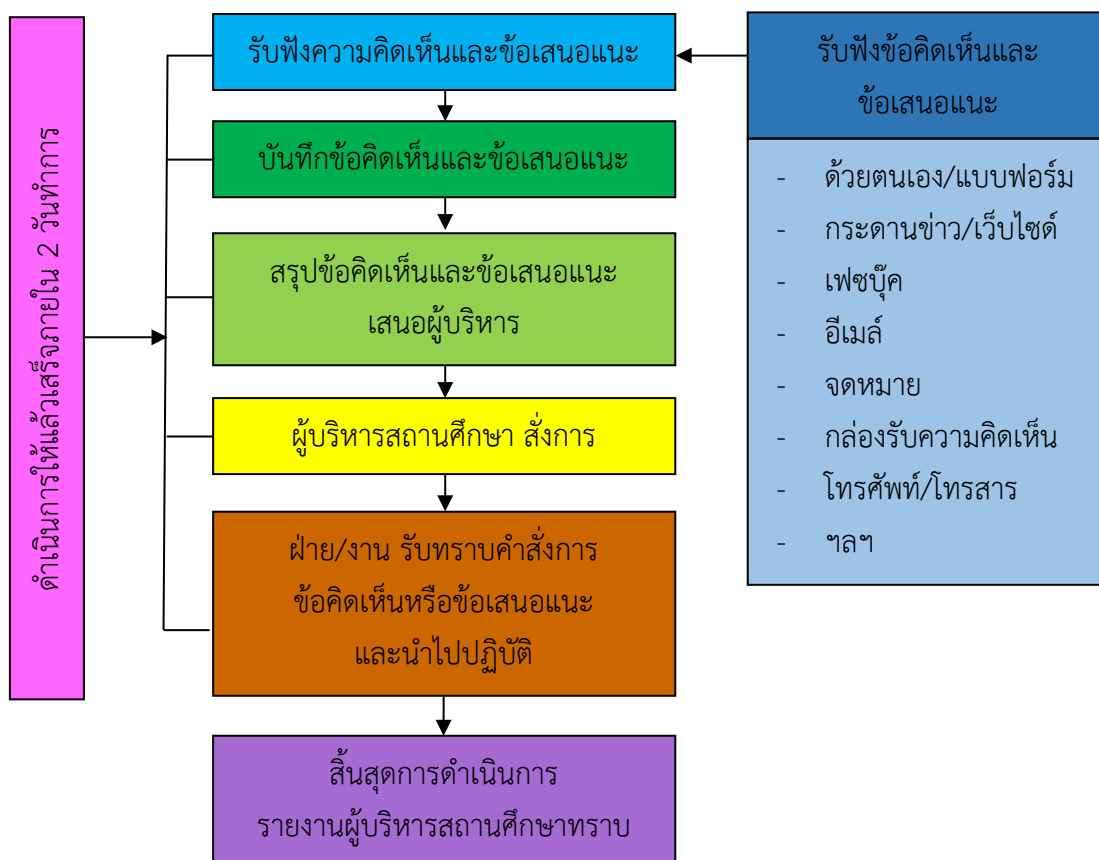 ดำเนินการให้แล้วเสร็จภายใน 2 วันทำการ
รับฟังความคิดเห็นและข้อเสนอแนะ
บันทึกข้อคิดเห็นและข้อเสนอแนะ
สรุปข้อคิดเห็นและข้อเสนอแนะ
เสนอผู้บริหาร
ผู้บริหารสถานศึกษา สั่งการ
ฝ่าย/งาน รับทราบคำสั่งการ
ข้อคิดเห็นหรือข้อเสนอแนะ
และนำไปปฏิบัติ
สิ้นสุดการดำเนินการ
รายงานผู้บริหารสถานศึกษาทราบ
รับฟังข้อคิดเห็นและ
ข้อเสนอแนะ
- ด้วยตนเอง/แบบฟอร์ม
- กระดานข่าว/เว็บไซด์
- เฟซบุ๊ค
- อีเมล์
- จดหมาย
- กล่องรับความคิดเห็น
- โทรศัพท์/โทรสาร
- ฯลฯ